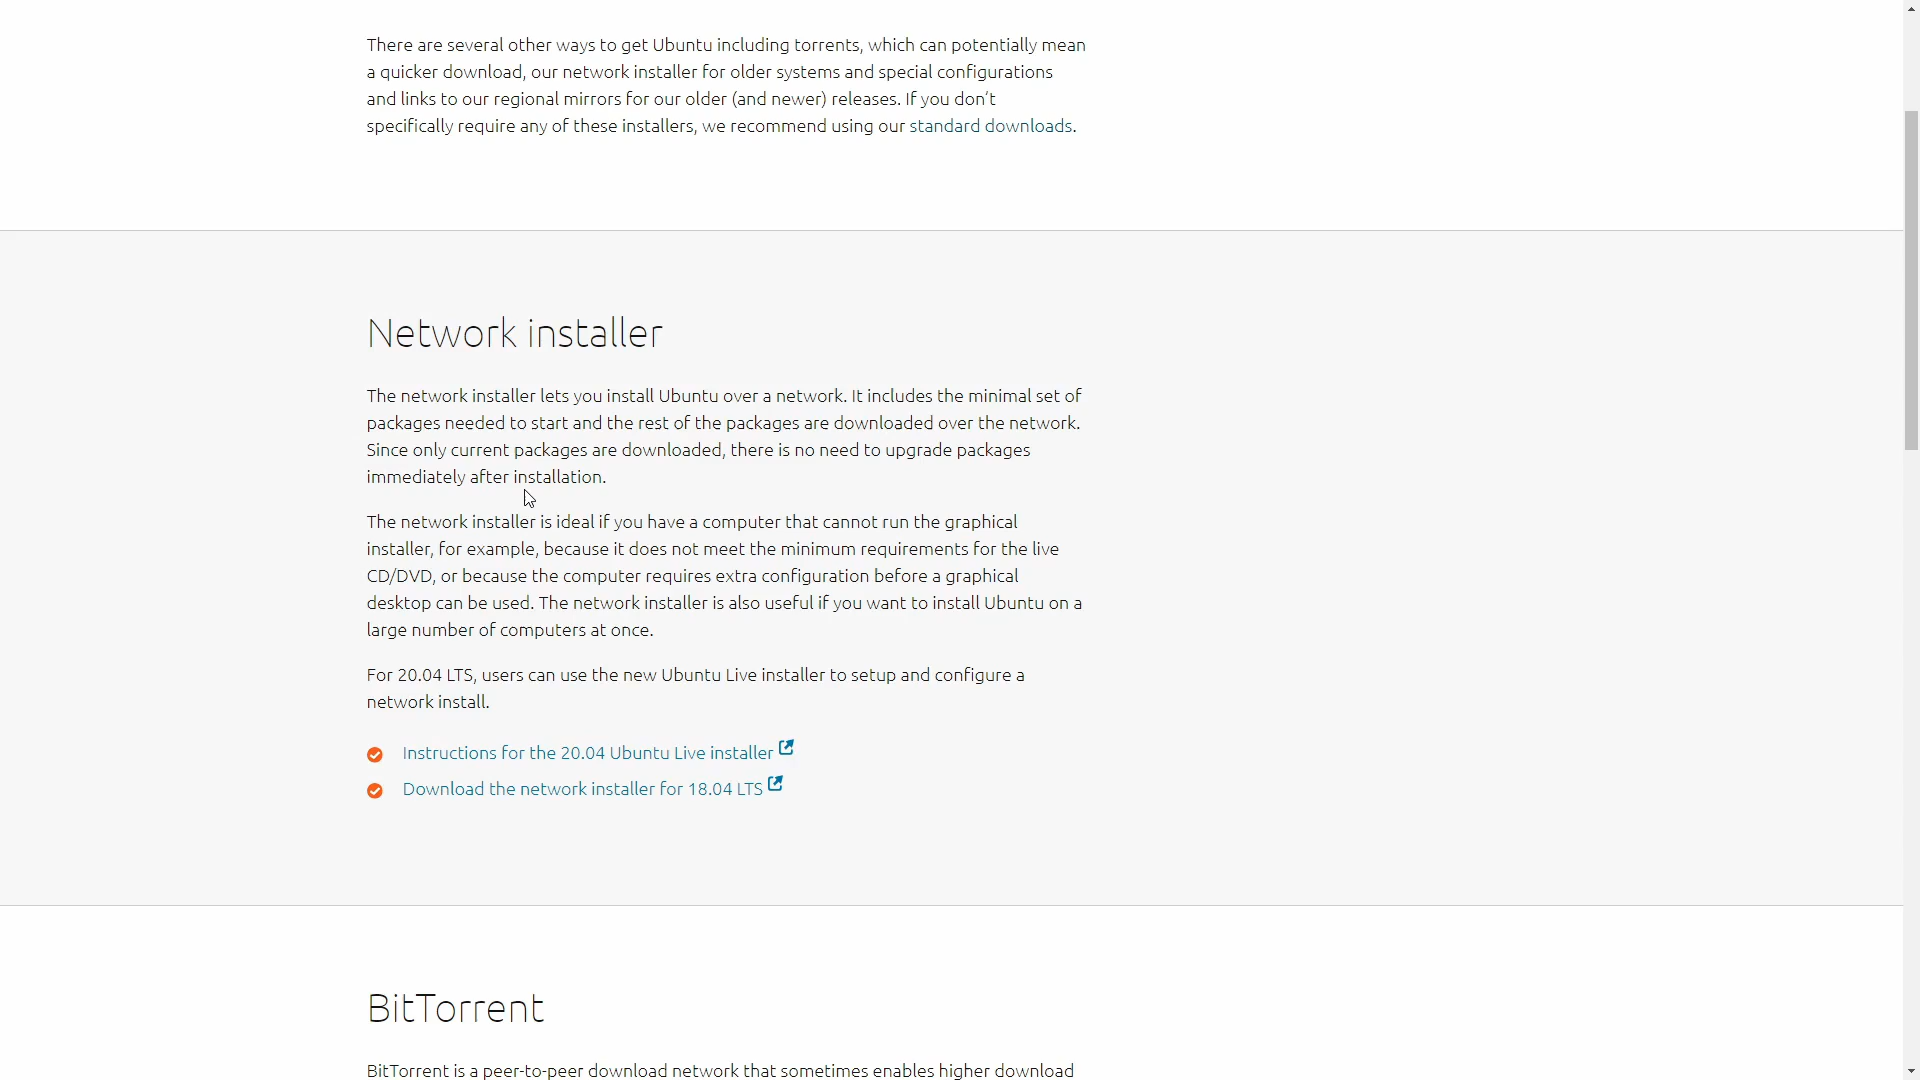 There are several other ways to get Ubuntu including torrents, which can potentially mean
a quicker download, our network installer for older systems and special configurations
and links to our regional mirrors for our older (and newer) releases. If you don’t
specifically require any of these installers, we recommend using our standard downloads.
Network installer
The network installer lets you install Ubuntu over a network. It includes the minimal set of
packages needed to start and the rest of the packages are downloaded over the network.
Since only current packages are downloaded, there is no need to upgrade packages
immediately after installation.
The network installer is ideal if you have a computer that cannot run the graphical
installer, for example, because it does not meet the minimum requirements for the live
CD/DVD, or because the computer requires extra configuration before a graphical
desktop can be used. The network installer is also useful if you want to install Ubuntu on a
large number of computers at once.
For 20.04 LTS, users can use the new Ubuntu Live installer to setup and configure a
network install.
Instructions for the 20.04 Ubuntu Live installer
Download the network installer for 18.04 LTS
BitTorrent
BitTorrent is a peer-to-peer download network that sometimes enables higher download